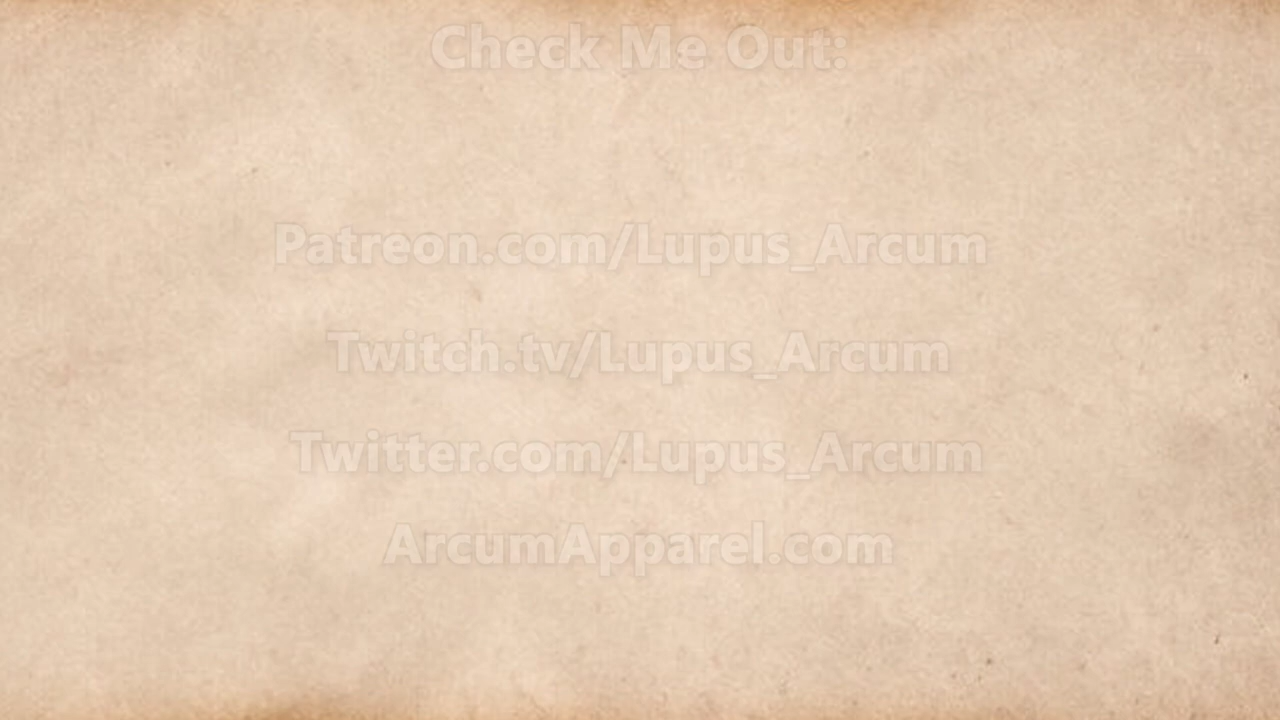 Check Me Out:
Patreon.com/Lupus_Arcum
Twitch.tv/Lupus_Arcum
Twitter.com/Lupus_Arcum
ArcumApparel.com